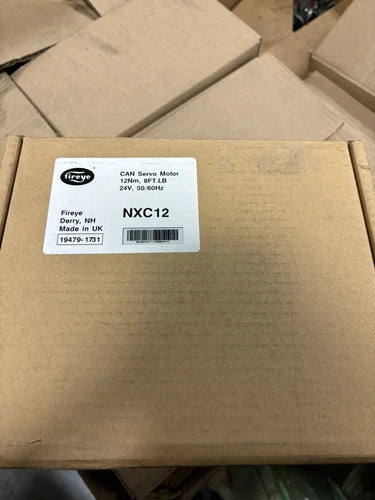 fireye
CAN Servo Motor
12Nm, 8FT.LB
24V, 50/60Hz
NXC12
Fireye
Derry, NH
Made in UK
19479-1731